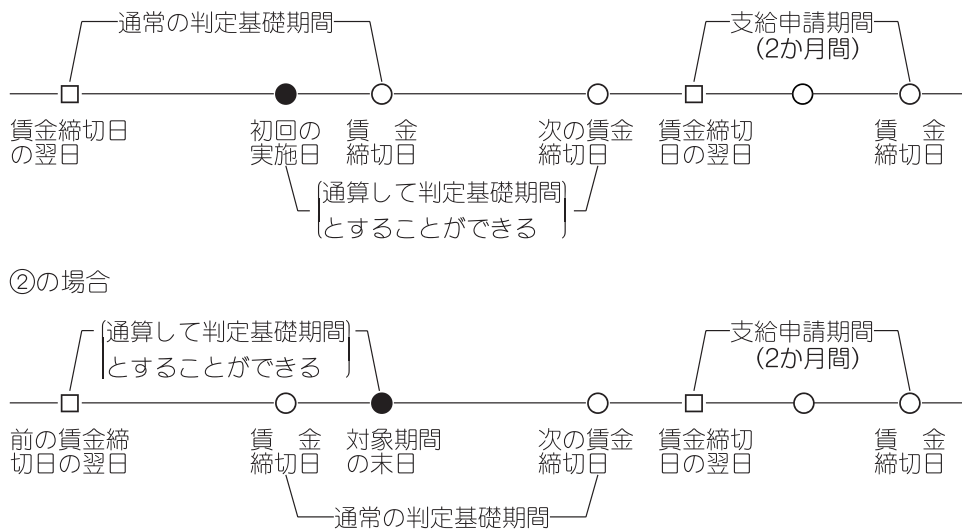 通常の判定基礎期間
支給申請期間
(2か月間)
賃金締切日
の翌日
初回の
実施日
賃　金
締切日
次の賃金
締切日
賃金締切
日の翌日
賃　金
締切日
通算して判定基礎期間
とすることができる
②の場合
通算して判定基礎期間
とすることができる
支給申請期間
(2か月間)
前の賃金締
切日の翌日
賃　金
締切日
対象期間
の末日
次の賃金
締切日
賃金締切
日の翌日
賃　金
締切日
通常の判定基礎期間